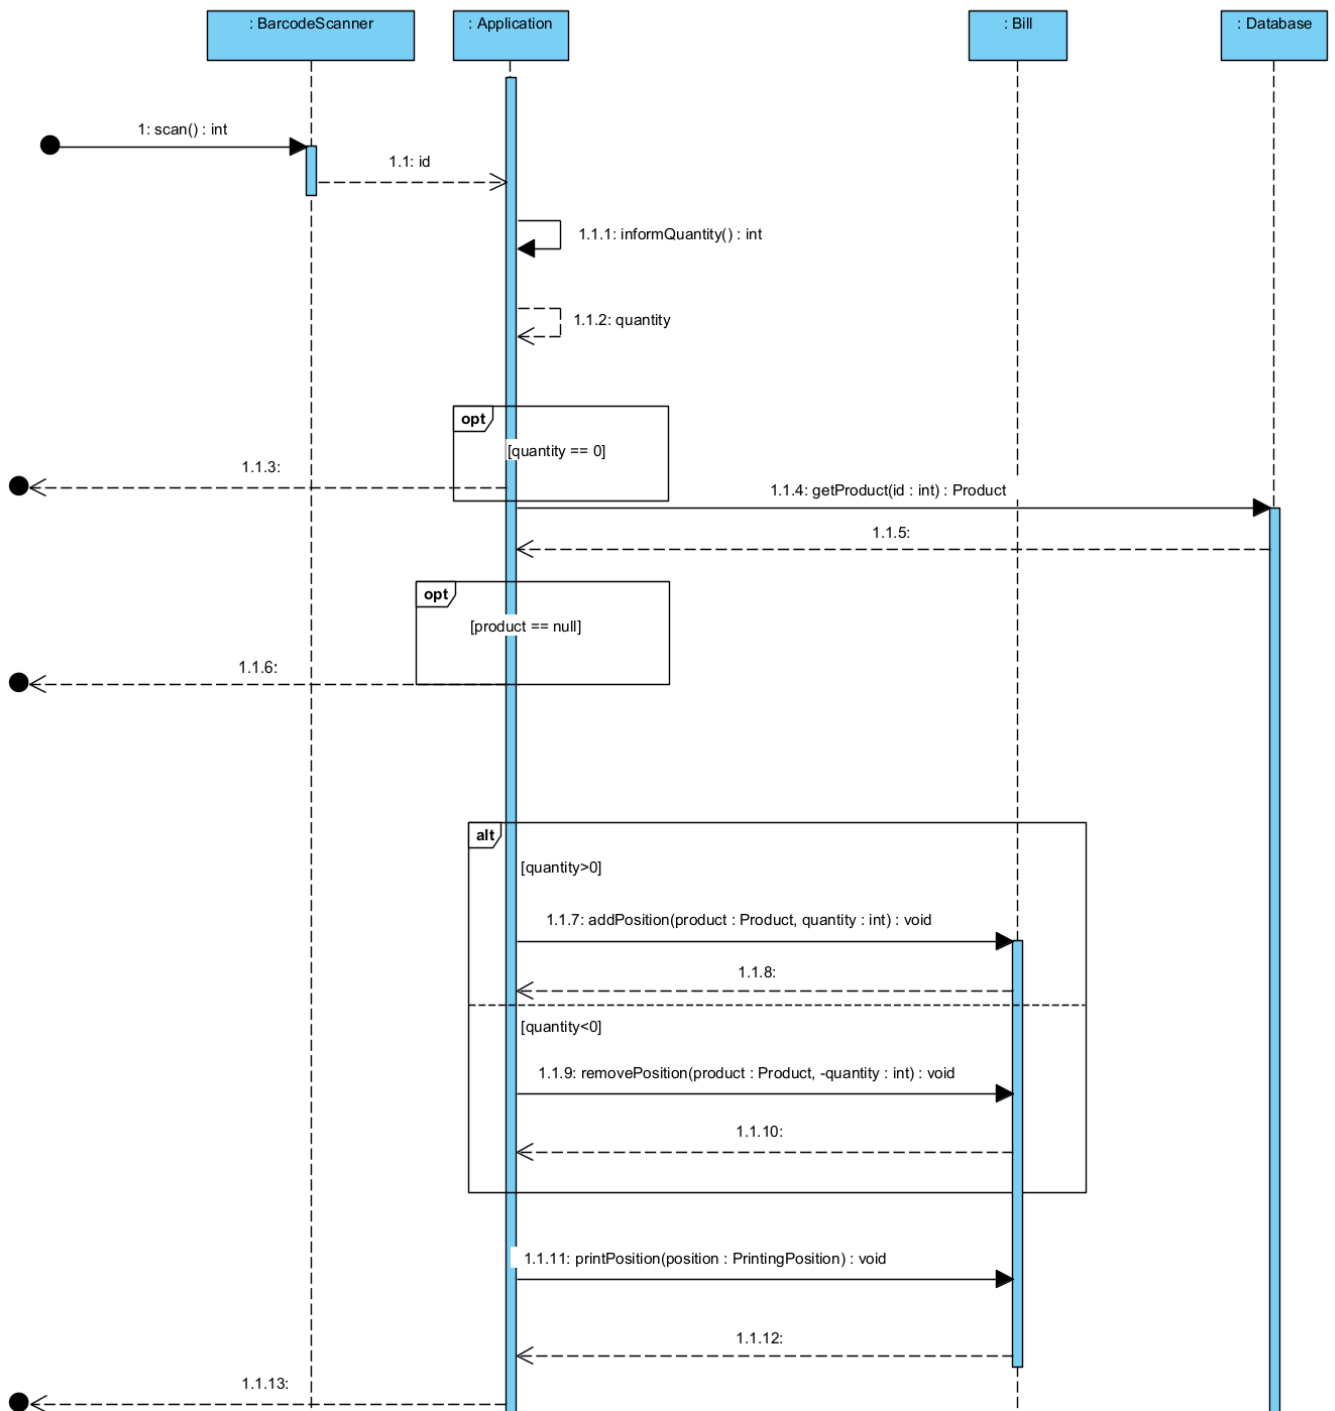 : BarcodeScanner
: Application
: Bill
: Database
1: scan() : int
1.1: id
1.1.1: informQuantity() : int
1.1.2: quantity
opt
[quantity == 0]
1.1.3:
1.1.4: getProduct(id : int) : Product
1.1.5:
opt
[product == null]
1.1.6:
alt
[quantity>0]
1.1.7: addPosition(product : Product, quantity : int) : void
1.1.8:
[quantity<0]
1.1.9: removePosition(product : Product, -quantity : int) : void
1.1.10:
1.1.11: printPosition(position : PrintingPosition) : void
1.1.12:
1.1.13: